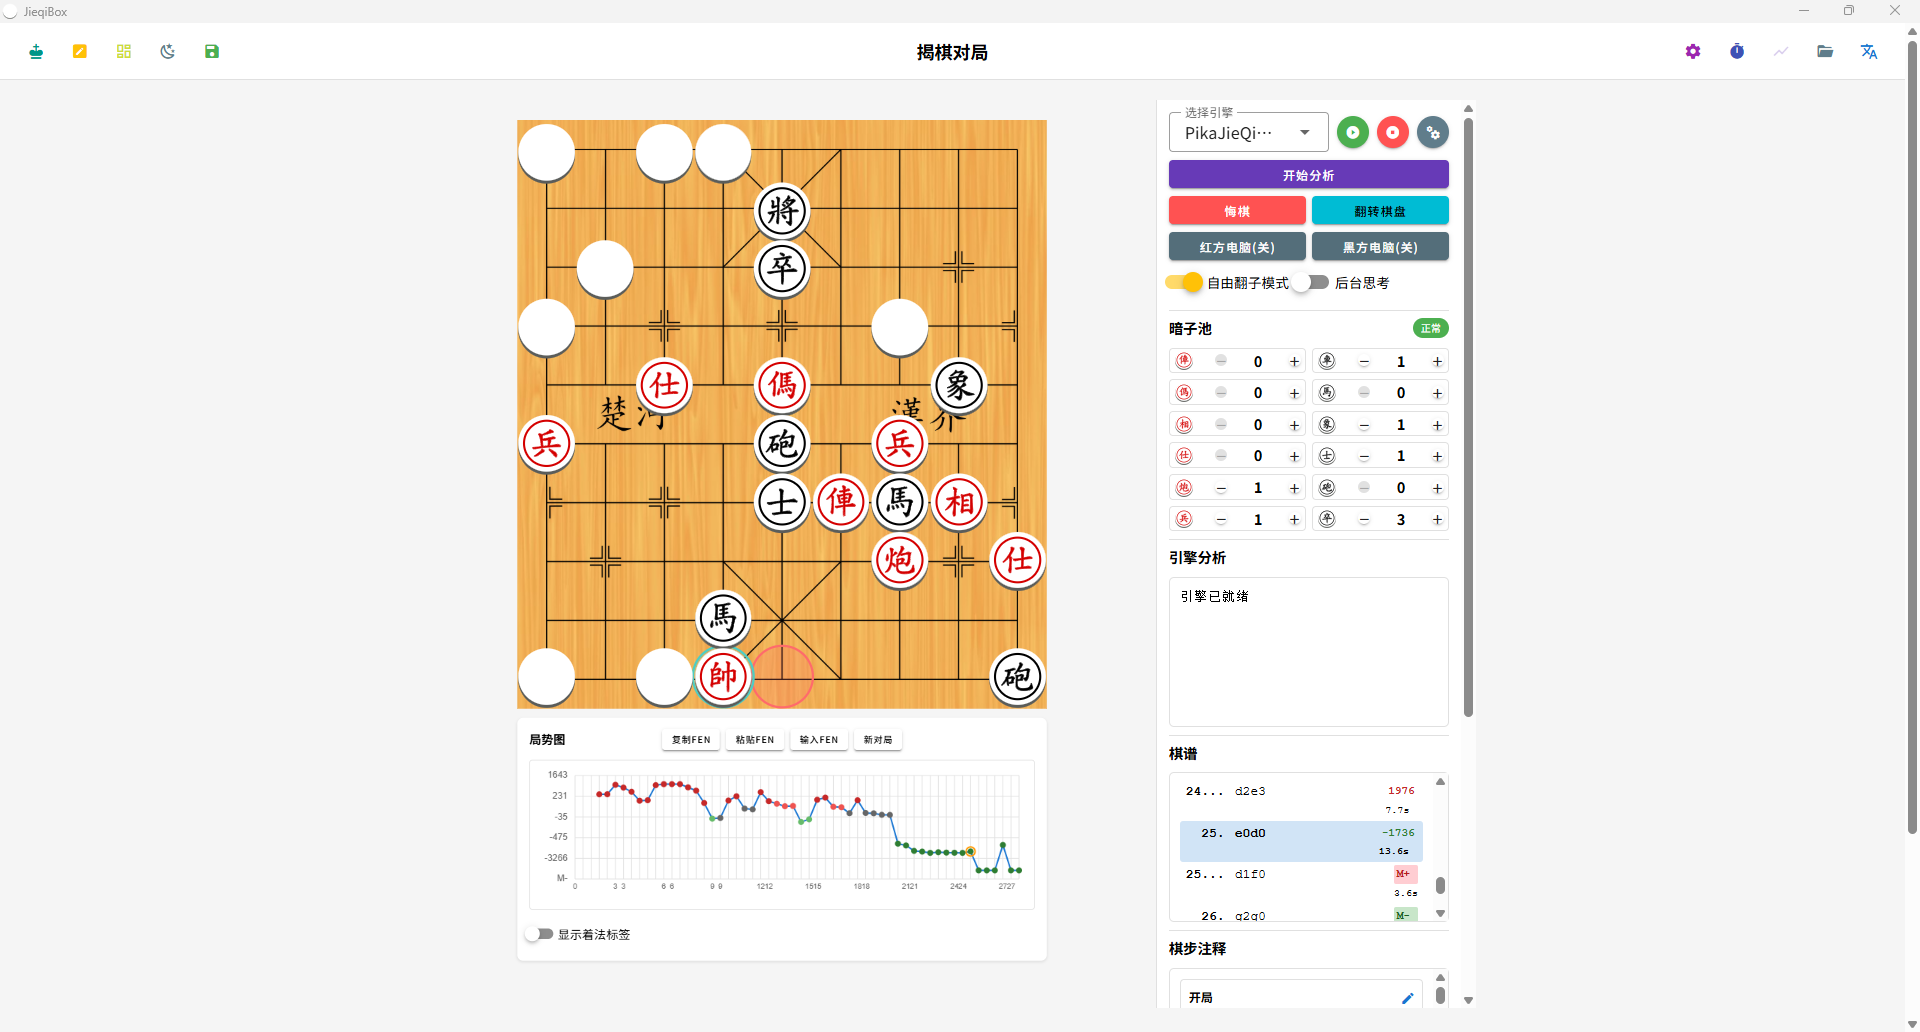 JieqiBox
揭棋对局
將
卒
仕
傌
象
楚河
漢界
兵
砲
兵
士
俥
馬
相
炮
仕
馬
帥
砲
局势图
复制FEN
粘贴FEN
输入FEN
新对局
1643
231
-35
-475
-3266
M-
0
3 3
6 6
9 9
1212
1515
1818
2121
2424
2727
显示着法标签
选择引擎
PikaJieQi···
开始分析
悔棋
翻转棋盘
红方电脑(关)
黑方电脑(关)
自由翻子模式
后台思考
暗子池
正常
俥 − 0 +
車 − 1 +
傌 − 0 +
馬 − 0 +
相 − 0 +
象 − 1 +
仕 − 0 +
士 − 1 +
炮 − 1 +
砲 − 0 +
兵 − 1 +
卒 − 3 +
引擎分析
引擎已就绪
棋谱
24... d2e3 1976
7.7s
25. e0d0 -1736
13.6s
25... d1f0 M+
3.6s
26. g2g0 M-
棋步注释
开局